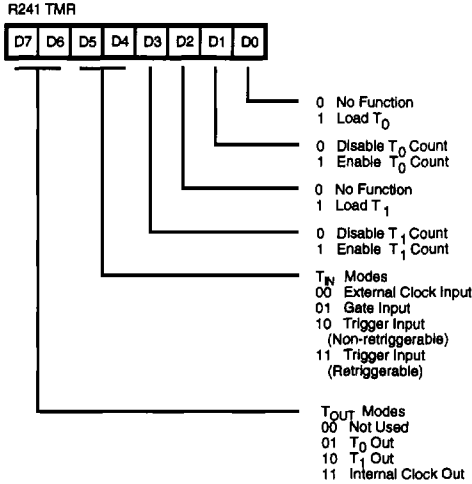 R241 TMR
D7 D6 D5 D4 D3 D2 D1 D0
0 No Function
1 Load T0
0 Disable T0 Count
1 Enable T0 Count
0 No Function
1 Load T1
0 Disable T1 Count
1 Enable T1 Count
TIN Modes
00 External Clock Input
01 Gate Input
10 Trigger Input
(Non-retriggerable)
11 Trigger Input
(Retriggerable)
TOUT Modes
00 Not Used
01 T0 Out
10 T1 Out
11 Internal Clock Out